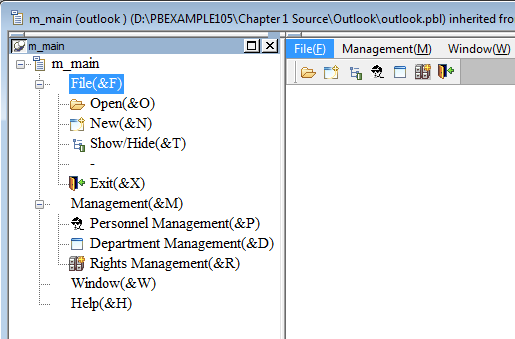 m_main (outlook ) (D:\PBEXAMPLE105\Chapter 1 Source\Outlook\outlook.pbl) inherited fro
m_main
m_main
File(&F)
Open(&O)
New(&N)
Show/Hide(&T)
-
Exit(&X)
Management(&M)
Personnel Management(&P)
Department Management(&D)
Rights Management(&R)
Window(&W)
Help(&H)
File(F) Management(M) Window(W)